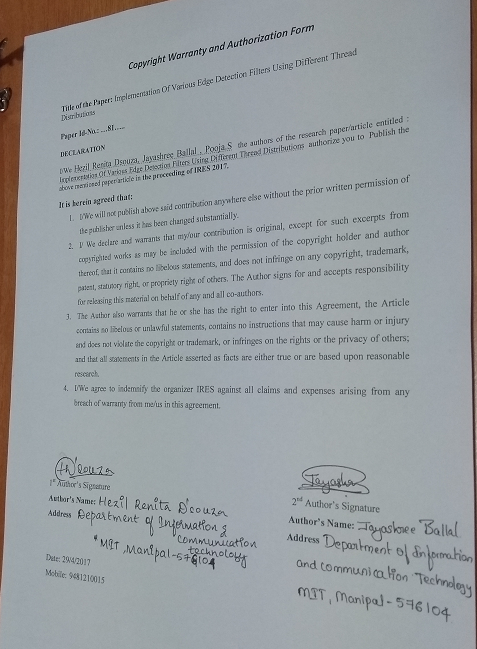 Copyright Warranty and Authorization Form
Title of the Paper: Implementation Of Various Edge Detection Filters Using Different Thread
Distributions
Paper Id-No.: ....81.....
DECLARATION
I/We Hezil Renita Dsouza, Jayashree Ballal , Pooja.S the authors of the research paper/article entitled :
Implementation Of Various Edge Detection Filters Using Different Thread Distributions authorize you to Publish the
above mentioned paper/article in the proceeding of IRES 2017.
It is herein agreed that:
1. I/We will not publish above said contribution anywhere else without the prior written permission of
the publisher unless it has been changed substantially.
2. I/ We declare and warrants that my/our contribution is original, except for such excerpts from
copyrighted works as may be included with the permission of the copyright holder and author
thereof, that it contains no libelous statements, and does not infringe on any copyright, trademark,
patent, statutory right, or propriety right of others. The Author signs for and accepts responsibility
for releasing this material on behalf of any and all co-authors.
3. The Author also warrants that he or she has the right to enter into this Agreement, the Article
contains no libelous or unlawful statements, contains no instructions that may cause harm or injury
and does not violate the copyright or trademark, or infringes on the rights or the privacy of others;
and that all statements in the Article asserted as facts are either true or are based upon reasonable
research.
4. I/We agree to indemnify the organizer IRES against all claims and expenses arising from any
breach of warranty from me/us in this agreement.
1st Author's Signature
Author's Name: Hezil Renita D'souza
Address Department of Information &
Communication
technology
MIT, Manipal-576104
Date: 29/4/2017
Mobile: 9481210015
Jayashree
2nd Author's Signature
Author's Name: Jayashree Ballal
Address Department of Information
and communication Technology
MIT, Manipal - 576104